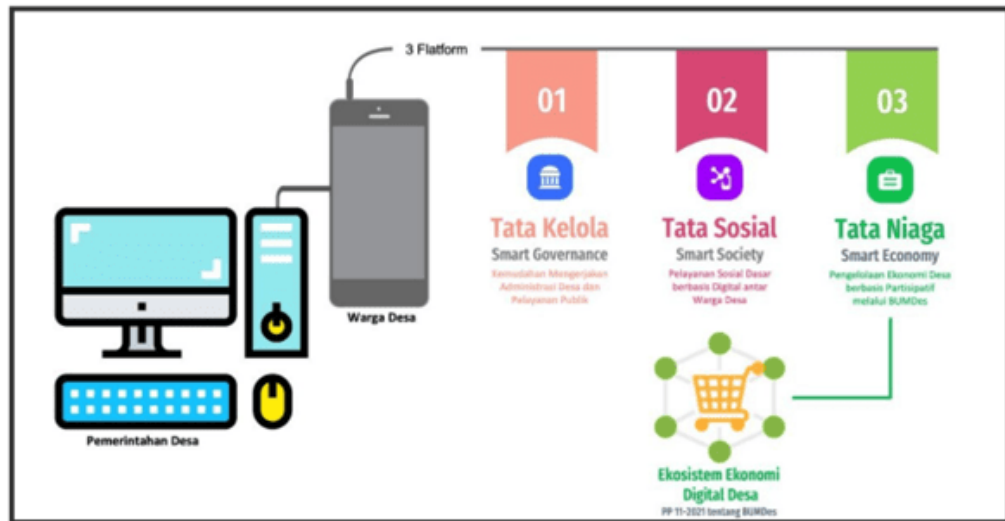 3 Flatform
01
02
03
Tata Kelola
Smart Governance
Kemudahan Mengerjakan
Administrasi Desa dan
Pelayanan Publik
Tata Sosial
Smart Society
Pelayanan Sosial Dasar
berbasis Digital antar
Warga Desa
Tata Niaga
Smart Economy
Pengelolaan Ekonomi Desa
berbasis Partisipatif
melalui BUMDes
Warga Desa
Pemerintahan Desa
Ekosistem Ekonomi
Digital Desa
PP 11-2021 tentang BUMDes